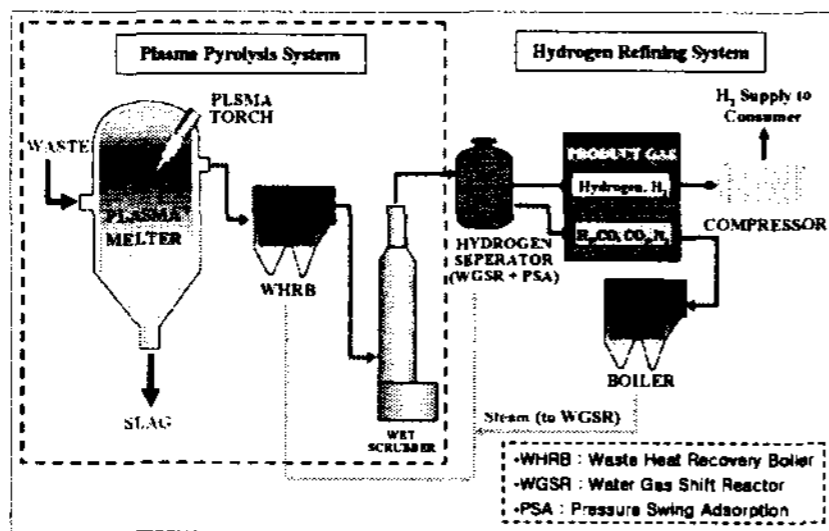 Plasma Pyrolysis System
Hydrogen Refining System
PLSMA
TORCH
WASTE
PLASMA
MELTER
SLAG
WHRB
WET
SCRUBBER
HYDROGEN
SEPERATOR
(WGSR + PSA)
PRODUCT GAS
Hydrogen, H₂
H₂,CO,CO₂,N₂
H₂ Supply to
Consumer
COMPRESSOR
BOILER
Steam (to WGSR)
•WHRB : Waste Heat Recovery Boiler
•WGSR : Water Gas Shift Reactor
•PSA : Pressure Swing Adsorption